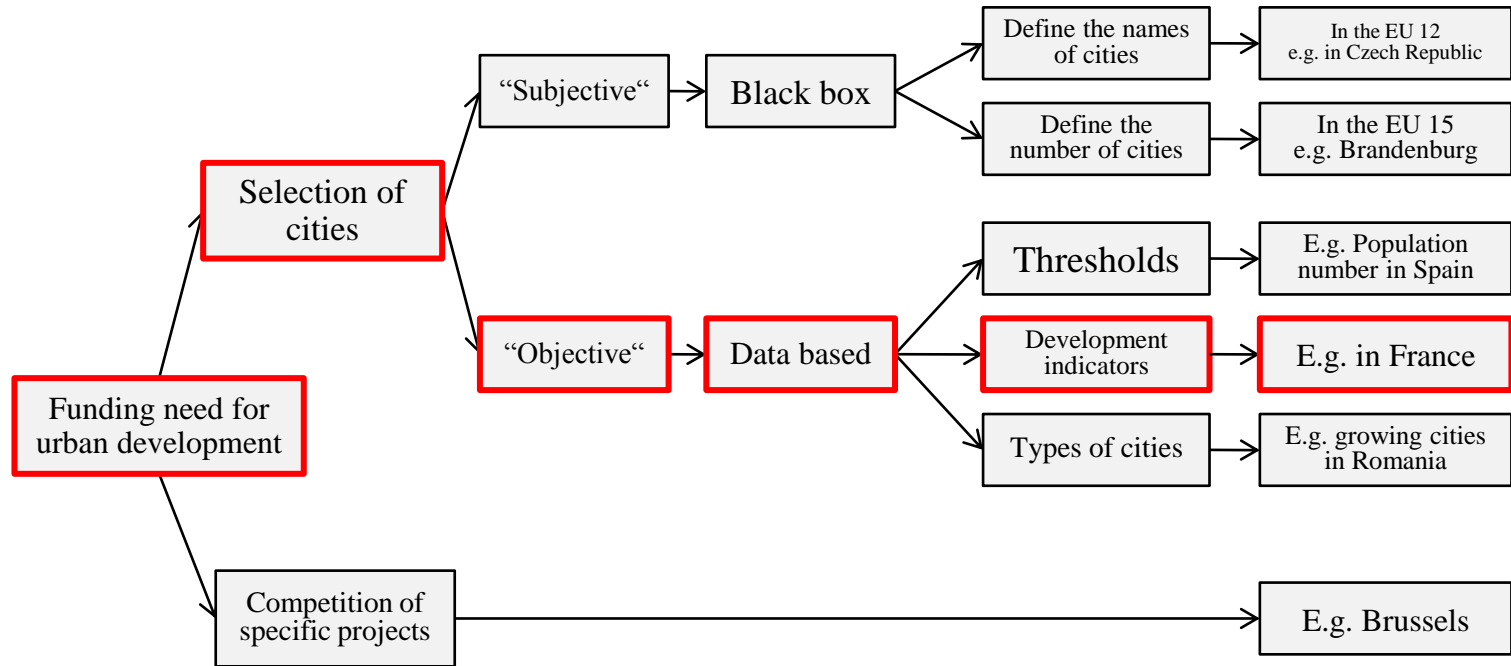 Define the names
of cities
In the EU 12
e.g. in Czech Republic
“Subjective“
Black box
Define the
number of cities
In the EU 15
e.g. Brandenburg
Selection of
cities
Thresholds
E.g. Population
number in Spain
“Objective“
Data based
Development
indicators
E.g. in France
Funding need for
urban development
Types of cities
E.g. growing cities
in Romania
Competition of
specific projects
E.g. Brussels